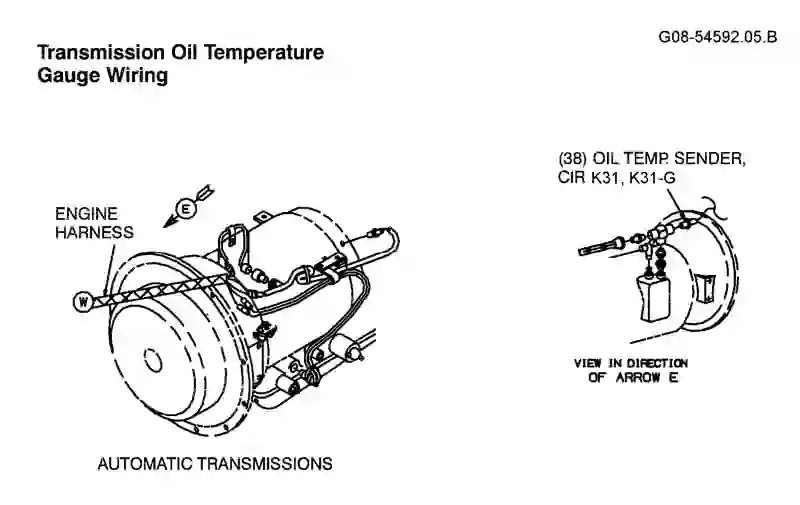 G08-54592.05.B
Transmission Oil Temperature
Gauge Wiring
(38) OIL TEMP. SENDER,
CIR K31, K31-G
E
ENGINE
HARNESS
W
VIEW IN DIRECTION
OF ARROW E
AUTOMATIC TRANSMISSIONS